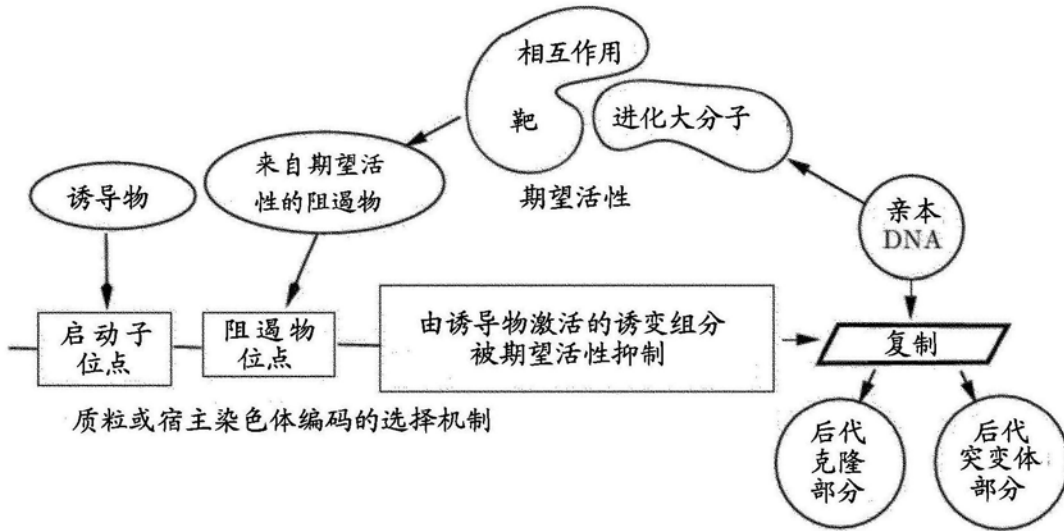 相互作用
靶
进化大分子
期望活性
来自期望活
性的阻遏物
诱导物
亲本
DNA
启动子
位点
阻遏物
位点
由诱导物激活的诱变组分
被期望活性抑制
复制
质粒或宿主染色体编码的选择机制
后代
克隆
部分
后代
突变体
部分